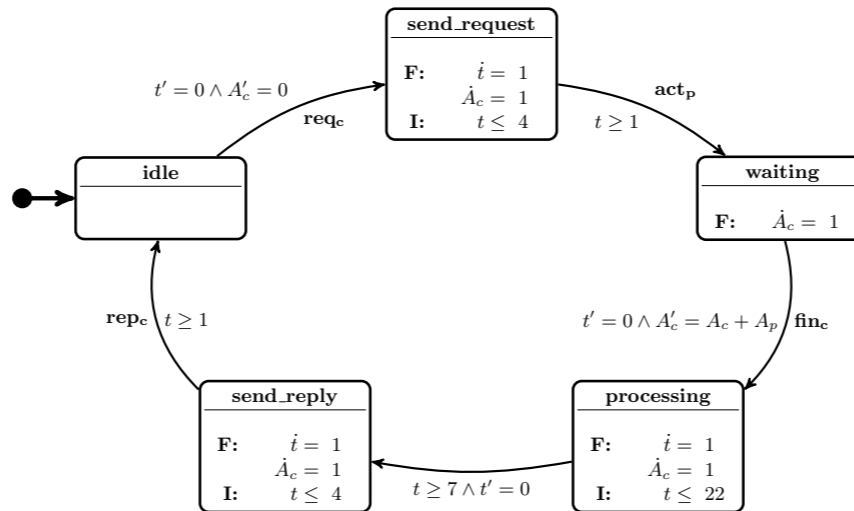 send_request
F: ṫ = 1
Ȧ_c = 1
I: t ≤ 4
t′ = 0 ∧ A′_c = 0
req_c
act_p
t ≥ 1
idle
waiting
F: Ȧ_c = 1
rep_c t ≥ 1
t′ = 0 ∧ A′_c = A_c + A_p fin_c
send_reply
F: ṫ = 1
Ȧ_c = 1
I: t ≤ 4
t ≥ 7 ∧ t′ = 0
processing
F: ṫ = 1
Ȧ_c = 1
I: t ≤ 22